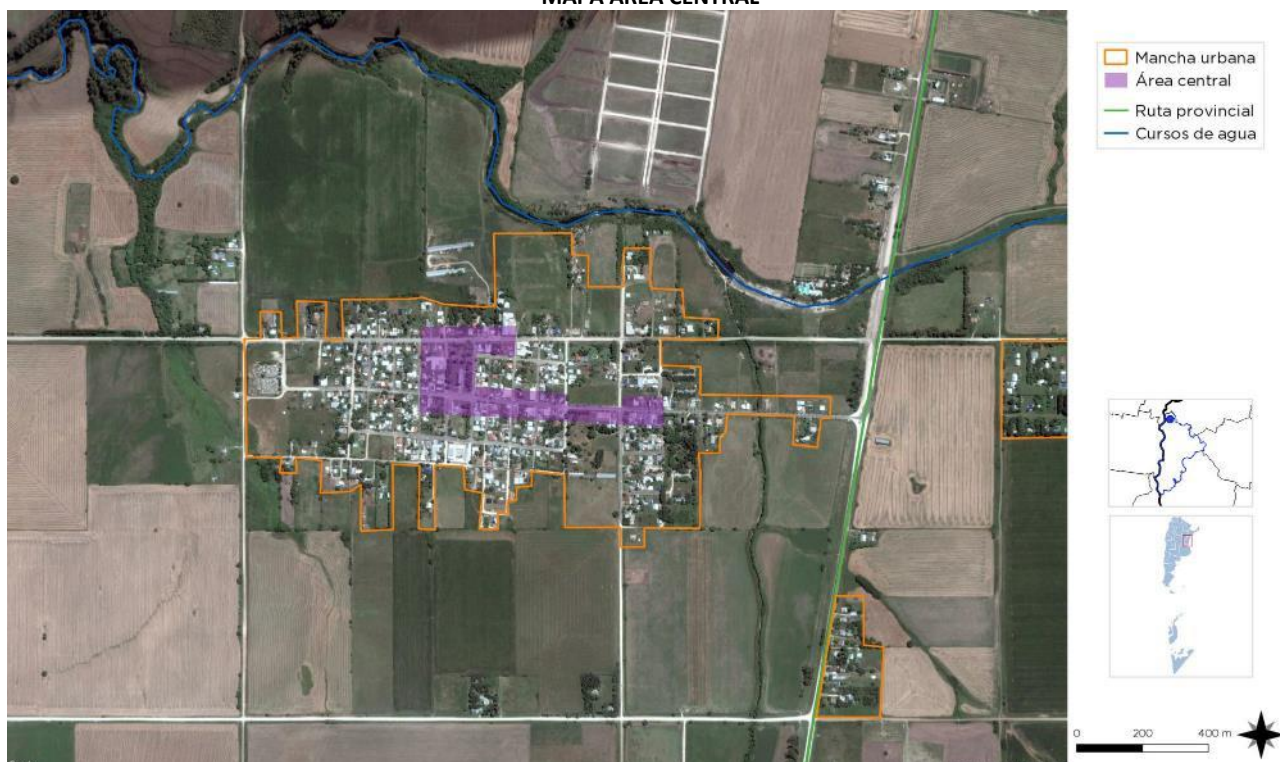 MAPA ÁREA CENTRAL
Mancha urbana
Área central
Ruta provincial
Cursos de agua
0 200 400 m